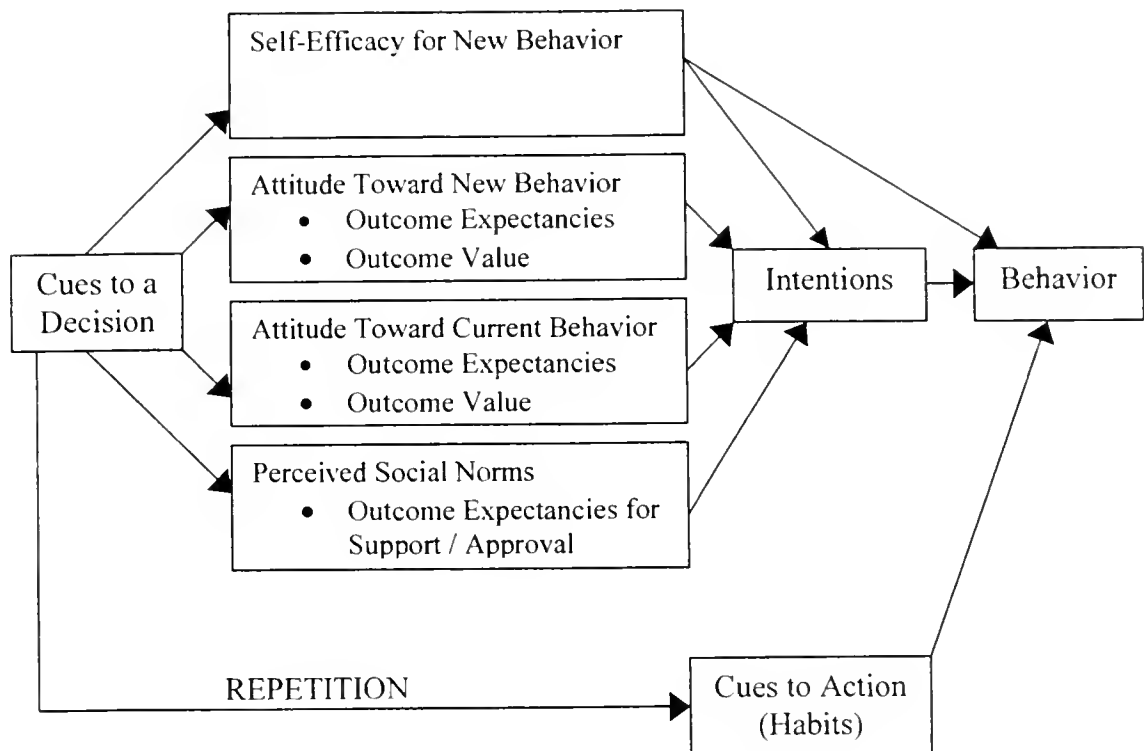 Self-Efficacy for New Behavior
Attitude Toward New Behavior
• Outcome Expectancies
• Outcome Value
Cues to a
Decision
Intentions
Behavior
Attitude Toward Current Behavior
• Outcome Expectancies
• Outcome Value
Perceived Social Norms
• Outcome Expectancies for
Support / Approval
REPETITION
Cues to Action
(Habits)